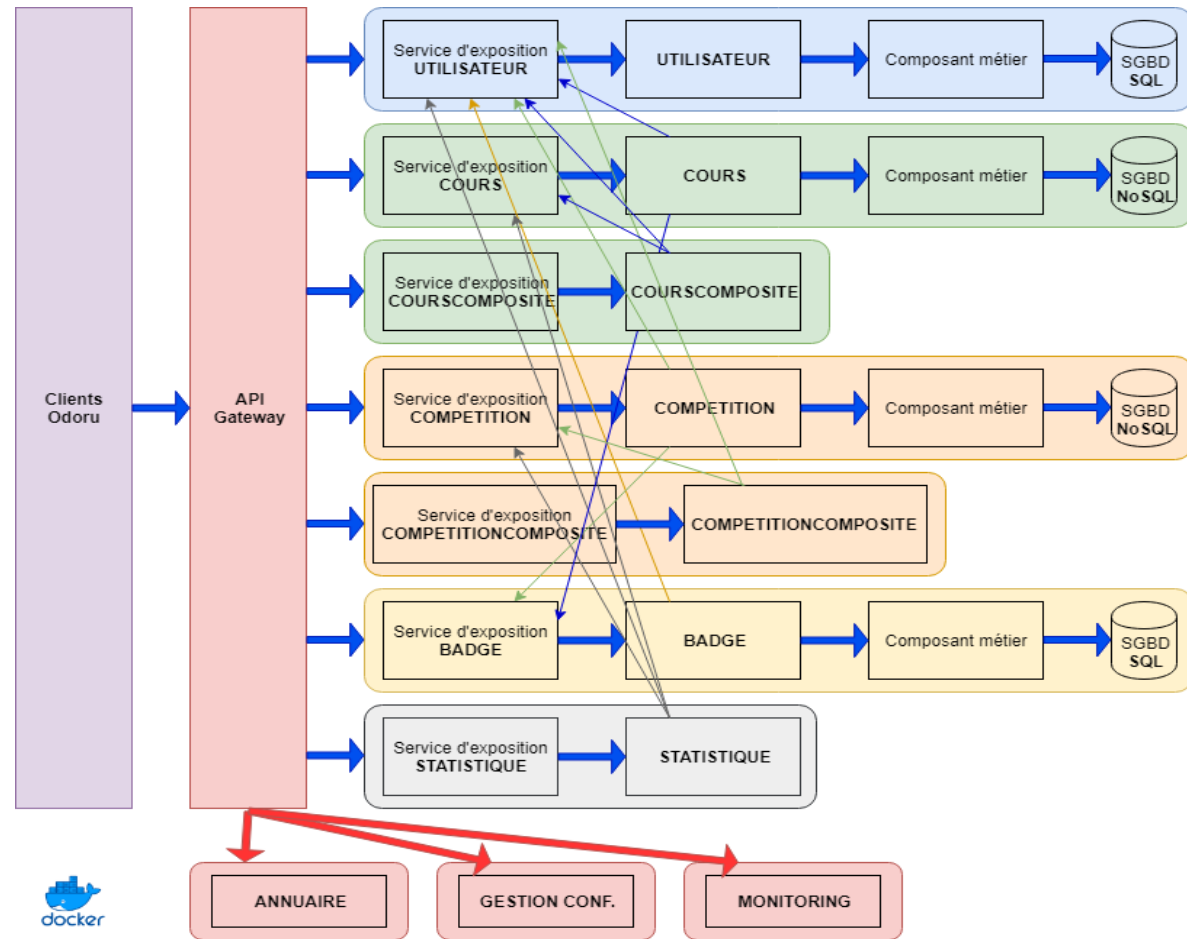 Clients
Odoru
API
Gateway
Service d'exposition
UTILISATEUR
UTILISATEUR
Composant métier
SGBD
SQL
Service d'exposition
COURS
COURS
Composant métier
SGBD
NoSQL
Service d'exposition
COURSCOMPOSITE
COURSCOMPOSITE
Service d'exposition
COMPETITION
COMPETITION
Composant métier
SGBD
NoSQL
Service d'exposition
COMPETITIONCOMPOSITE
COMPETITIONCOMPOSITE
Service d'exposition
BADGE
BADGE
Composant métier
SGBD
SQL
Service d'exposition
STATISTIQUE
STATISTIQUE
docker
ANNUAIRE
GESTION CONF.
MONITORING